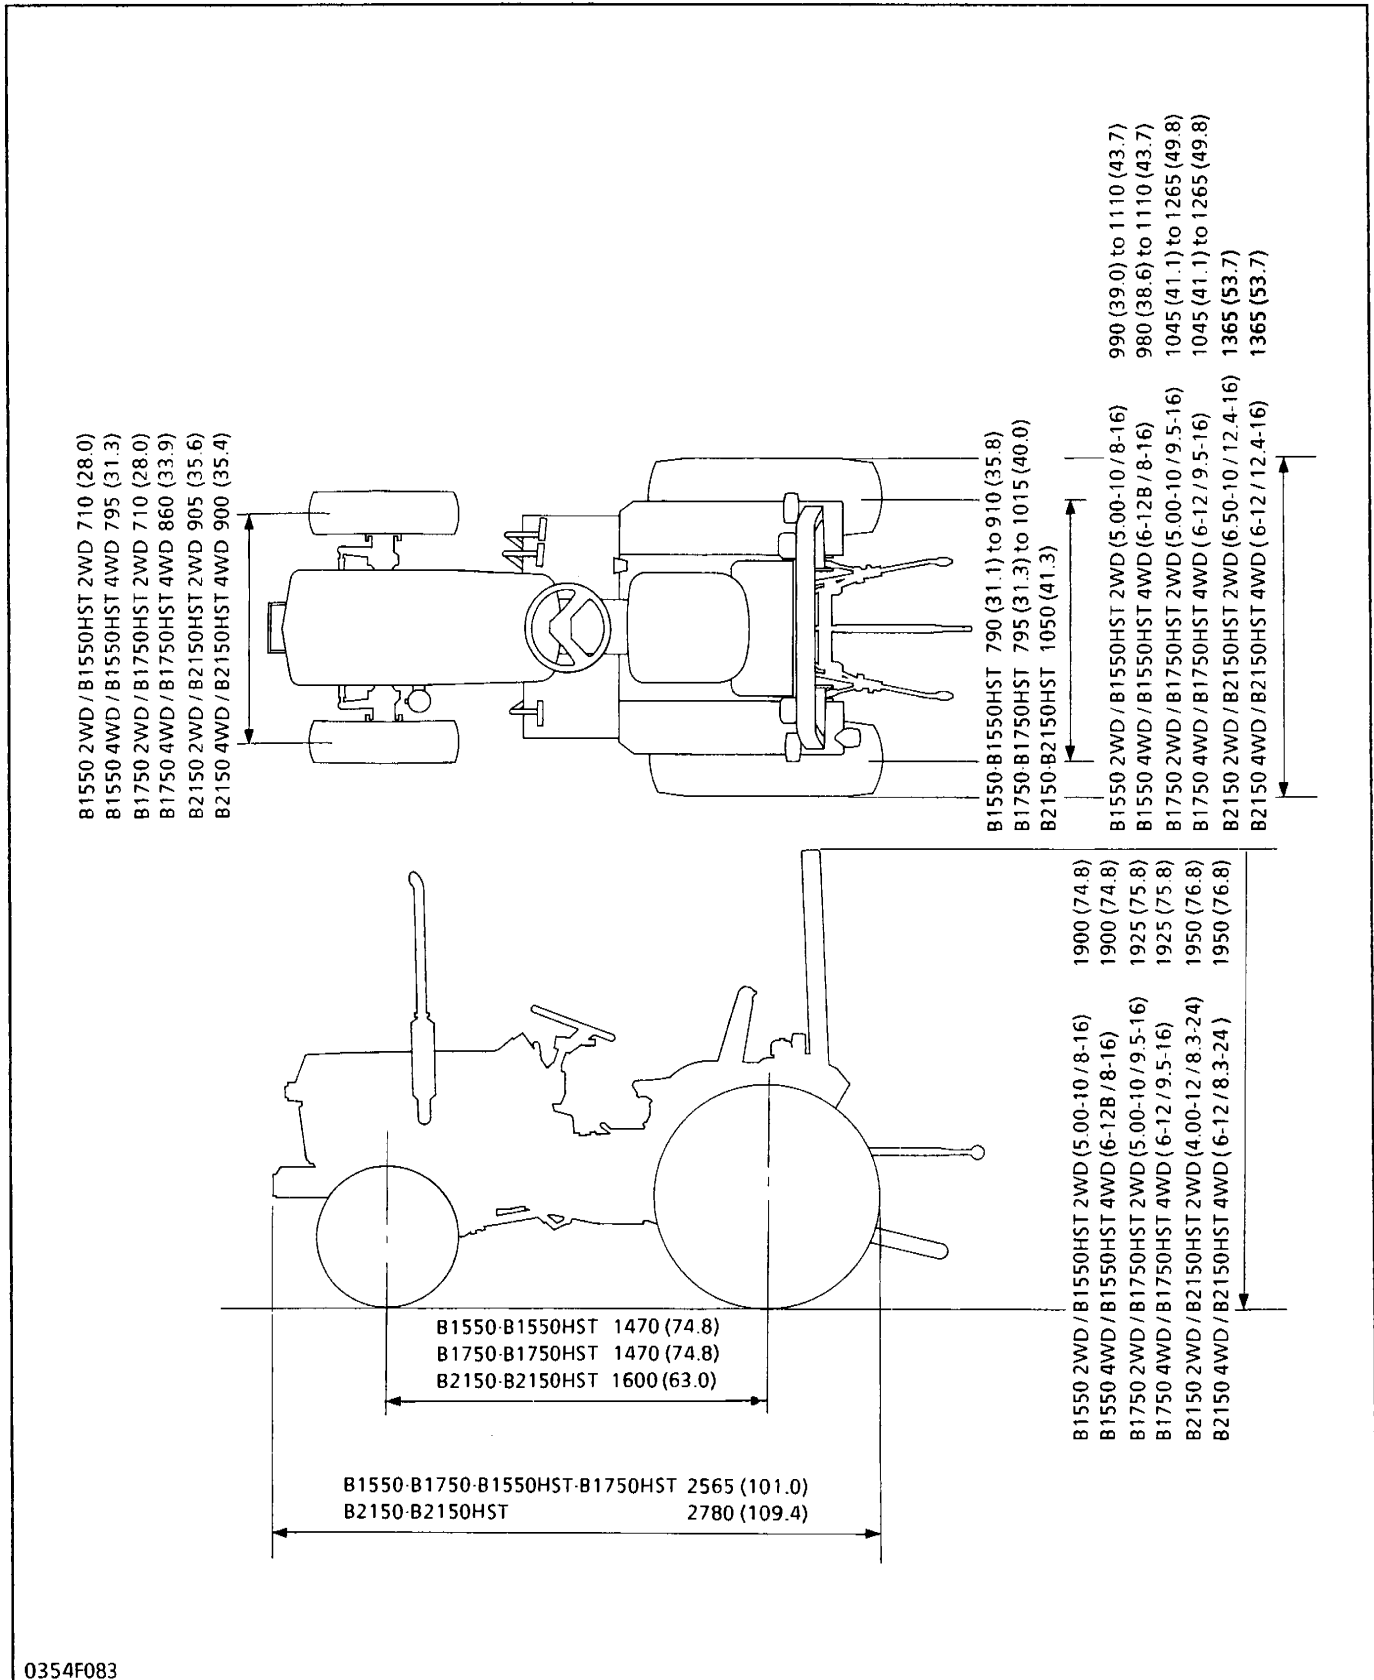 B1550 2WD / B1550HST 2WD 710 (28.0)
B1550 4WD / B1550HST 4WD 795 (31.3)
B1750 2WD / B1750HST 2WD 710 (28.0)
B1750 4WD / B1750HST 4WD 860 (33.9)
B2150 2WD / B2150HST 2WD 905 (35.6)
B2150 4WD / B2150HST 4WD 900 (35.4)
B1550·B1550HST 790 (31.1) to 910 (35.8)
B1750·B1750HST 795 (31.3) to 1015 (40.0)
B2150·B2150HST 1050 (41.3)
B1550 2WD / B1550HST 2WD (5.00-10 / 8-16) 990 (39.0) to 1110 (43.7)
B1550 4WD / B1550HST 4WD (6-12B / 8-16) 980 (38.6) to 1110 (43.7)
B1750 2WD / B1750HST 2WD (5.00-10 / 9.5-16) 1045 (41.1) to 1265 (49.8)
B1750 4WD / B1750HST 4WD ( 6-12 / 9.5-16) 1045 (41.1) to 1265 (49.8)
B2150 2WD / B2150HST 2WD (6.50-10 / 12.4-16) 1365 (53.7)
B2150 4WD / B2150HST 4WD ( 6-12 / 12.4-16) 1365 (53.7)
B1550 2WD / B1550HST 2WD (5.00-10 / 8-16) 1900 (74.8)
B1550 4WD / B1550HST 4WD (6-12B / 8-16) 1900 (74.8)
B1750 2WD / B1750HST 2WD (5.00-10 / 9.5-16) 1925 (75.8)
B1750 4WD / B1750HST 4WD ( 6-12 / 9.5-16) 1925 (75.8)
B2150 2WD / B2150HST 2WD (4.00-12 / 8.3-24) 1950 (76.8)
B2150 4WD / B2150HST 4WD ( 6-12 / 8.3-24 ) 1950 (76.8)
B1550·B1550HST 1470 (74.8)
B1750·B1750HST 1470 (74.8)
B2150·B2150HST 1600 (63.0)
B1550·B1750·B1550HST·B1750HST 2565 (101.0)
B2150·B2150HST 2780 (109.4)
0354F083